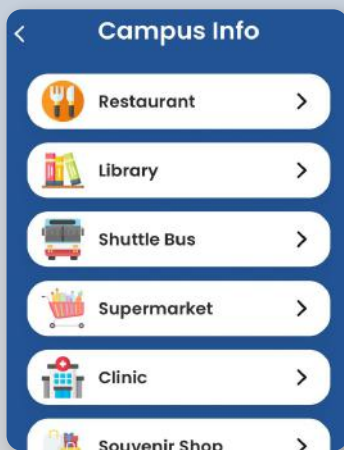 Campus Info
Restaurant
Library
Shuttle Bus
Supermarket
Clinic
Souvenir Shop